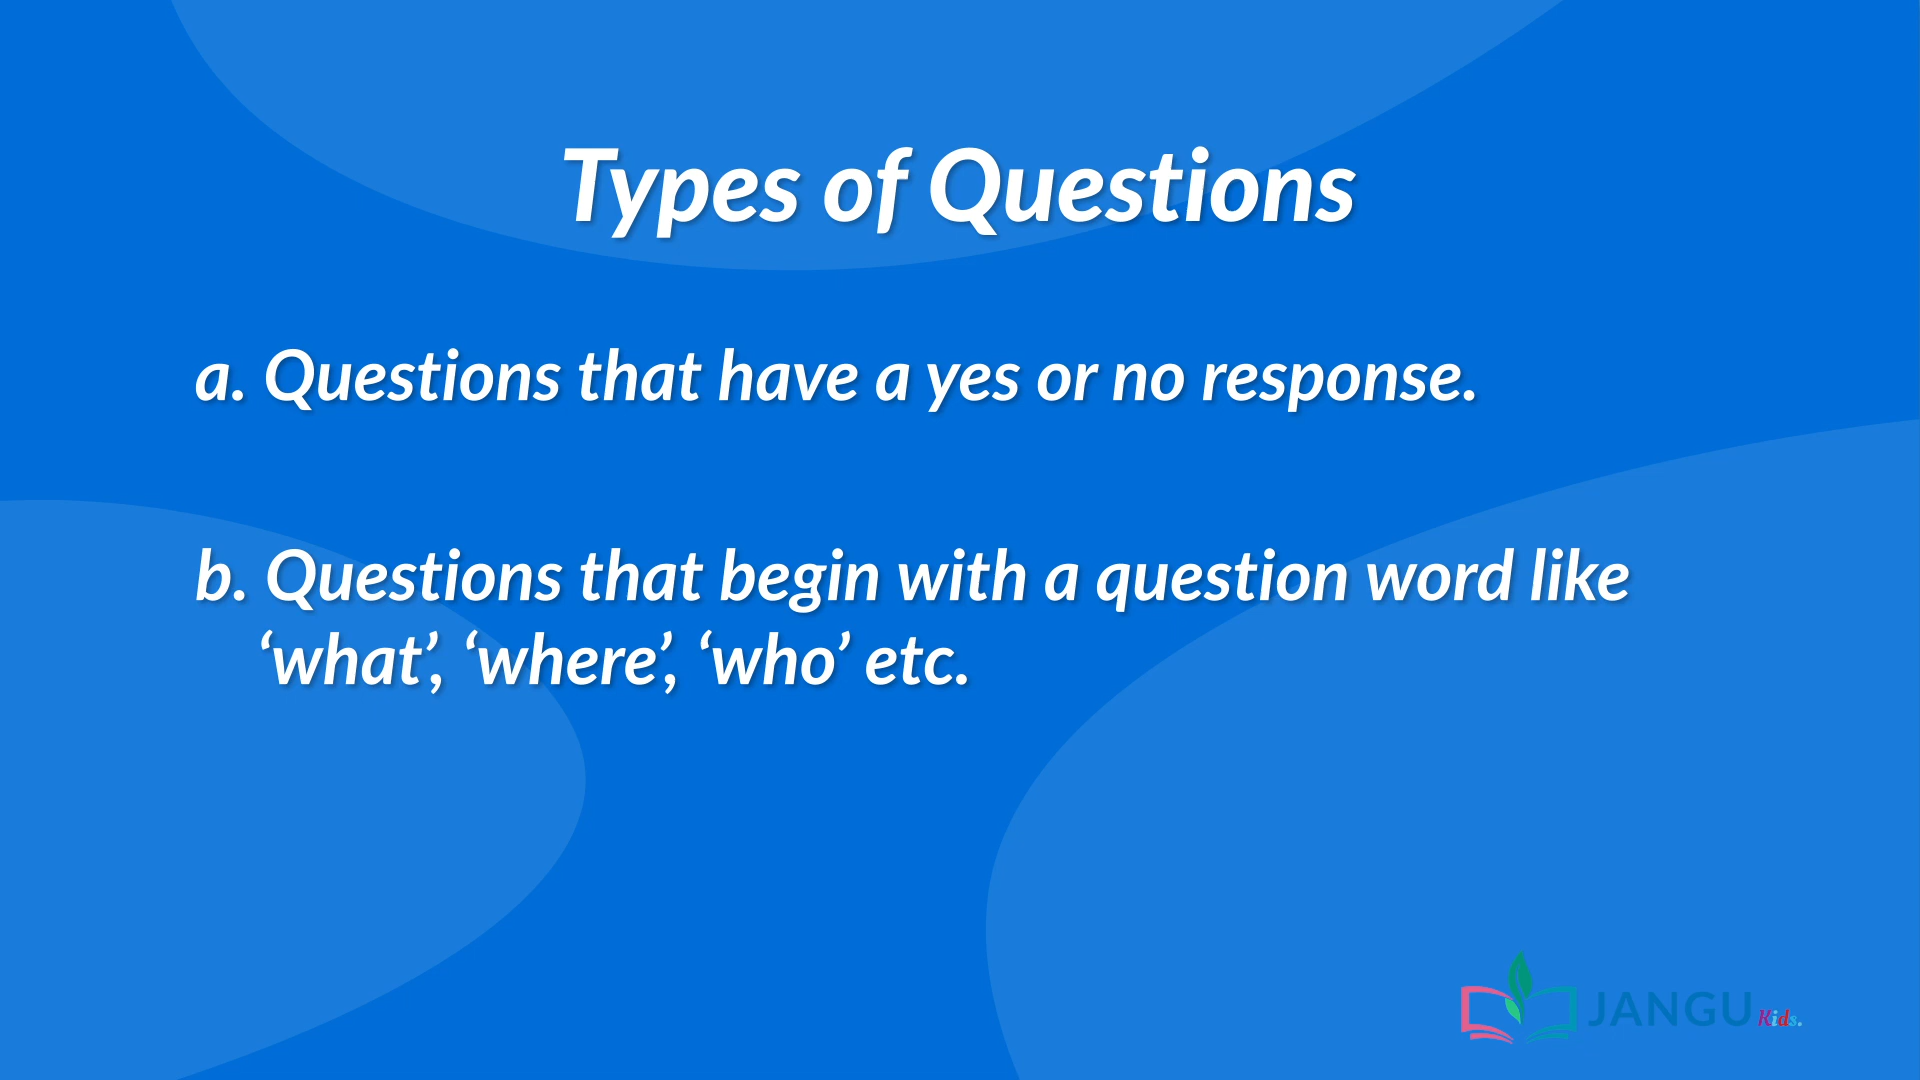 Types of Questions
a. Questions that have a yes or no response.
b. Questions that begin with a question word like
‘what’, ‘where’, ‘who’ etc.
JANGU Kids.